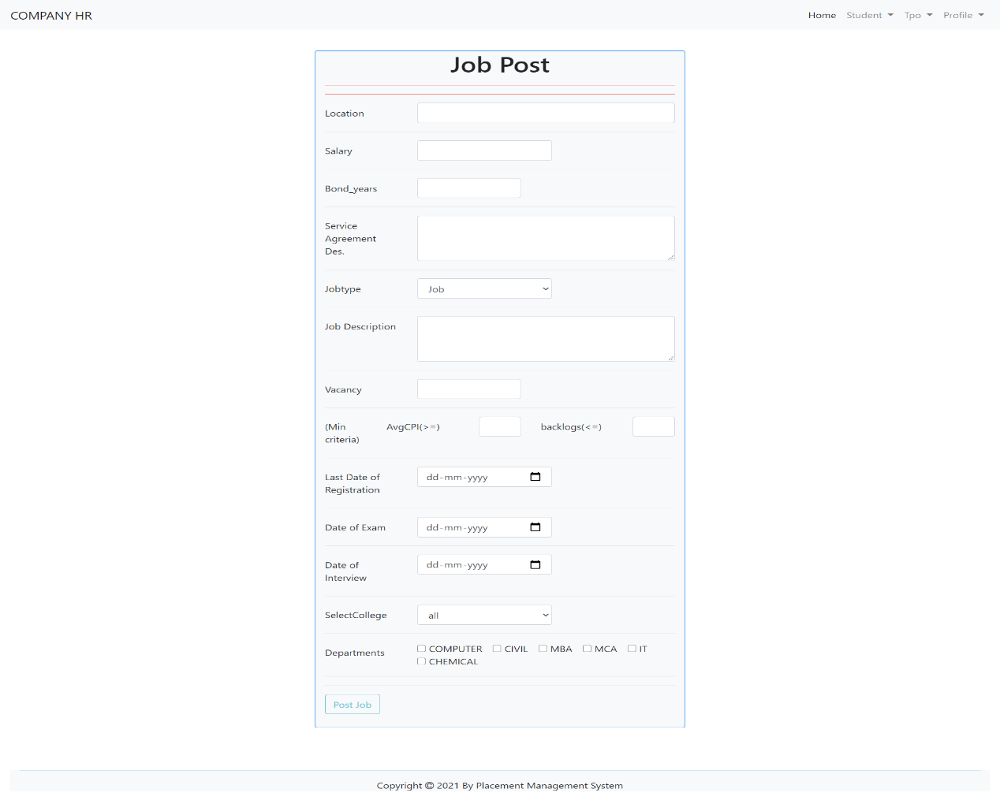 COMPANY HR
Home Student Tpo Profile
Job Post
Location
Salary
Bond_years
Service
Agreement
Des.
Jobtype Job
Job Description
Vacancy
(Min AvgCPI(>=) backlogs(<=)
criteria)
Last Date of dd-mm-yyyy
Registration
Date of Exam dd-mm-yyyy
Date of dd-mm-yyyy
Interview
SelectCollege all
Departments COMPUTER CIVIL MBA MCA IT
CHEMICAL
Post Job
Copyright © 2021 By Placement Management System